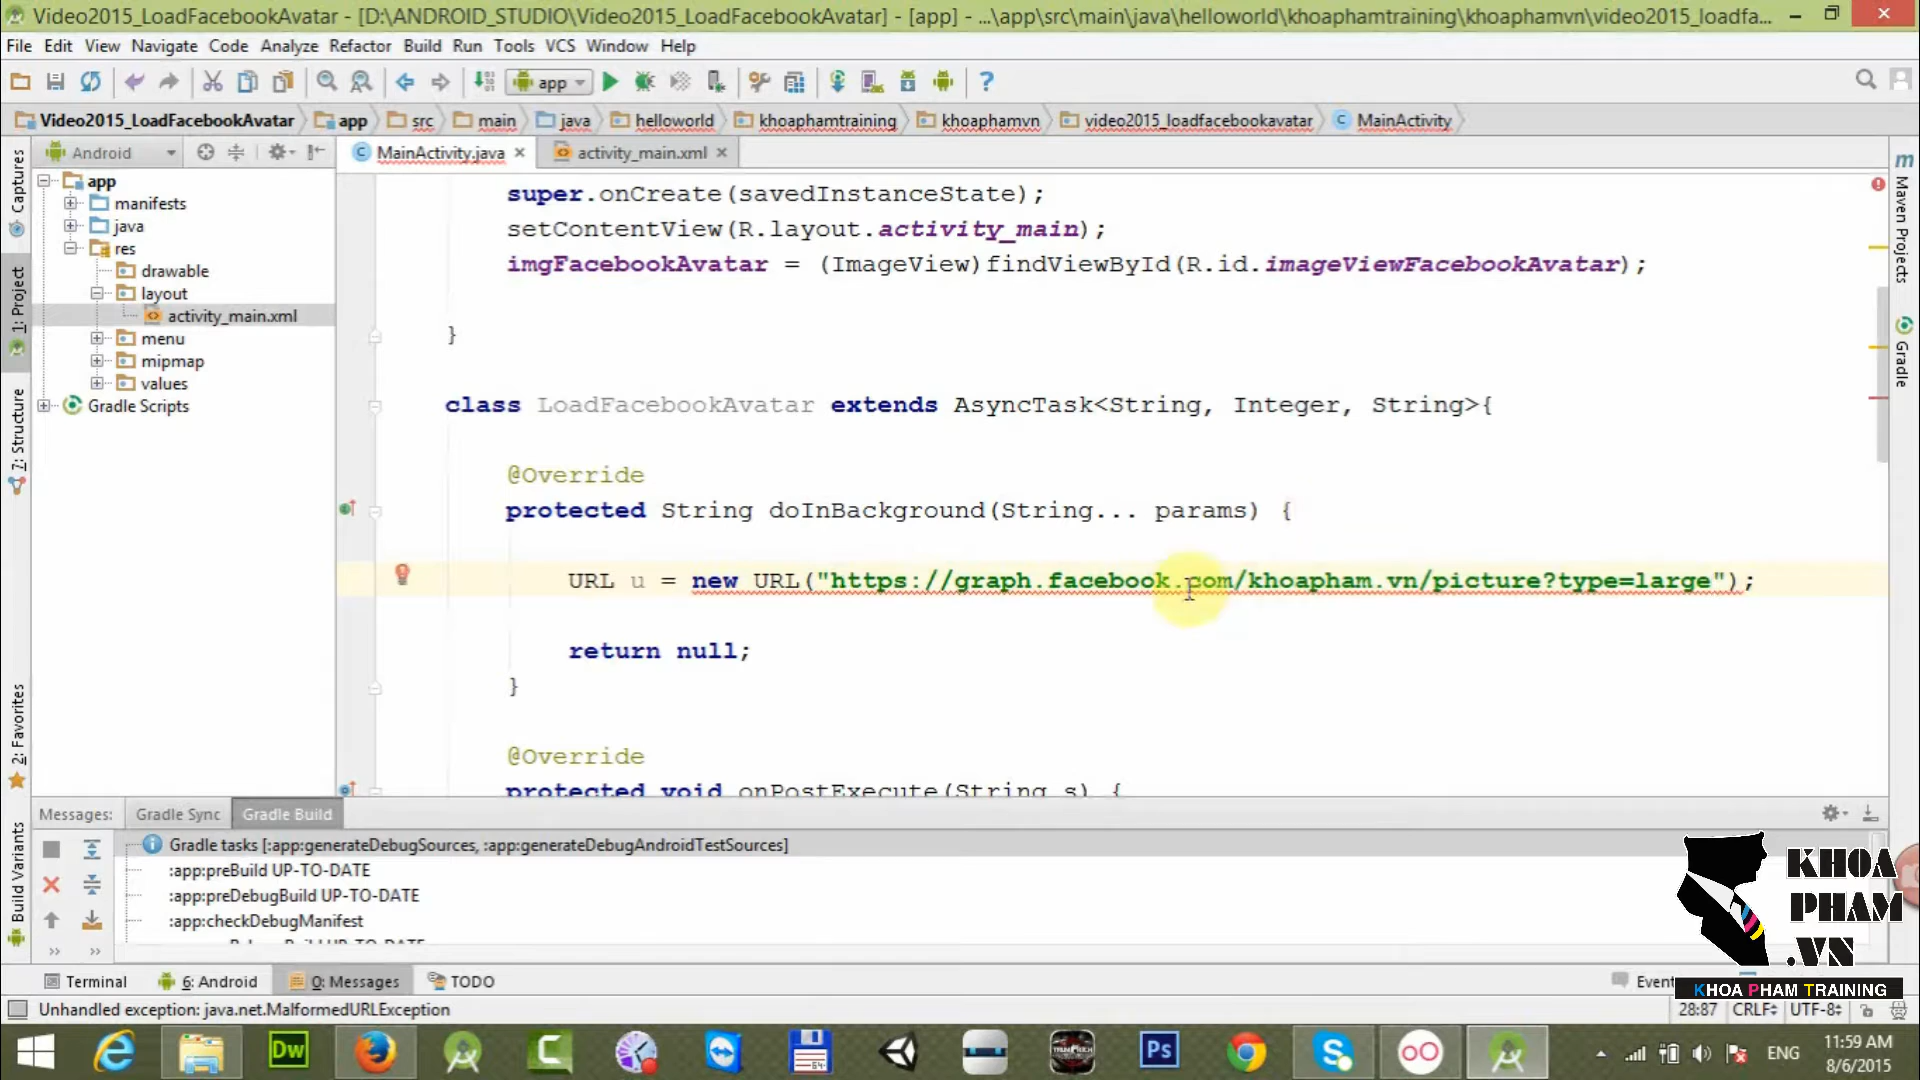 Video2015_LoadFacebookAvatar - [D:\ANDROID_STUDIO\Video2015_LoadFacebookAvatar] - [app] - ...\app\src\main\java\helloworld\khoaphamtraining\khoaphamvn\video2015_loadfa...
File Edit View Navigate Code Analyze Refactor Build Run Tools VCS Window Help
app
Video2015_LoadFacebookAvatar app src main java helloworld khoaphamtraining khoaphamvn video2015_loadfacebookavatar MainActivity
Android
MainActivity.java
activity_main.xml
Captures
1: Project
7: Structure
2: Favorites
Build Variants
app
manifests
java
res
drawable
layout
activity_main.xml
menu
mipmap
values
Gradle Scripts
super.onCreate(savedInstanceState);
setContentView(R.layout.activity_main);
imgFacebookAvatar = (ImageView)findViewById(R.id.imageViewFacebookAvatar);
}
class LoadFacebookAvatar extends AsyncTask<String, Integer, String>{
@Override
protected String doInBackground(String... params) {
URL u = new URL("https://graph.facebook.com/khoapham.vn/picture?type=large");
return null;
}
@Override
protected void onPostExecute(String s) {
Maven Projects
Gradle
Messages: Gradle Sync Gradle Build
Gradle tasks [:app:generateDebugSources, :app:generateDebugAndroidTestSources]
:app:preBuild UP-TO-DATE
:app:preDebugBuild UP-TO-DATE
:app:checkDebugManifest
KHOA
PHAM
.VN
KHOA PHAM TRAINING
Terminal 6: Android 0: Messages TODO Event
Unhandled exception: java.net.MalformedURLException
28:87 CRLF UTF-8
Dw
Ps
ENG
11:59 AM
8/6/2015